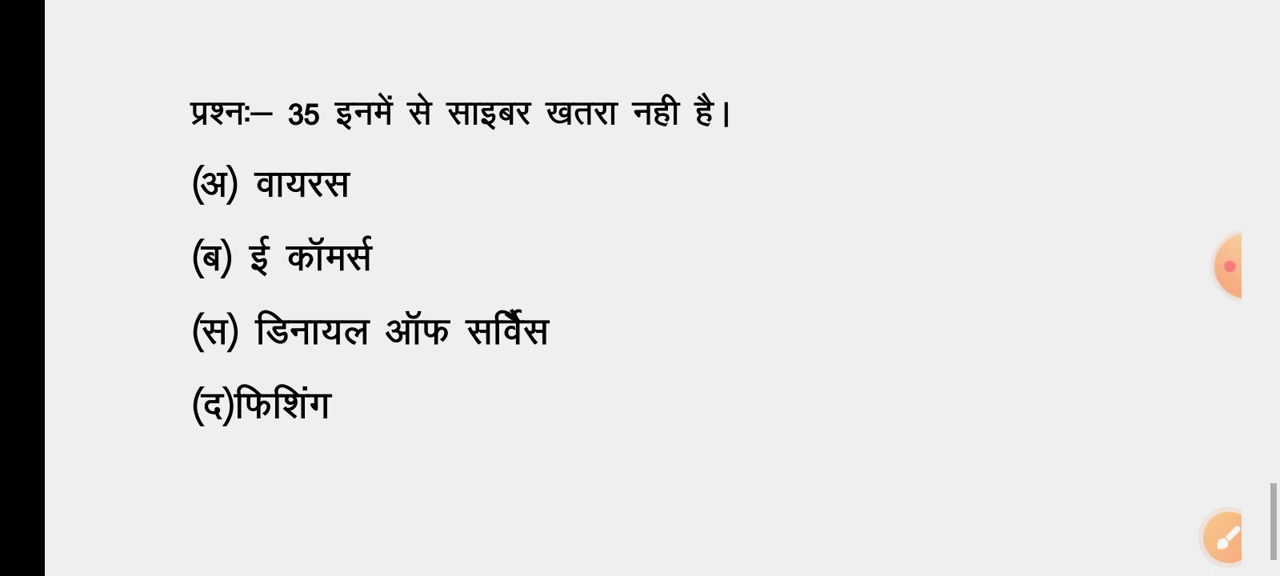 प्रश्नः– 35 इनमें से साइबर खतरा नही है।
(अ) वायरस
(ब) ई कॉमर्स
(स) डिनायल ऑफ सर्विैस
(द)फिशिंग